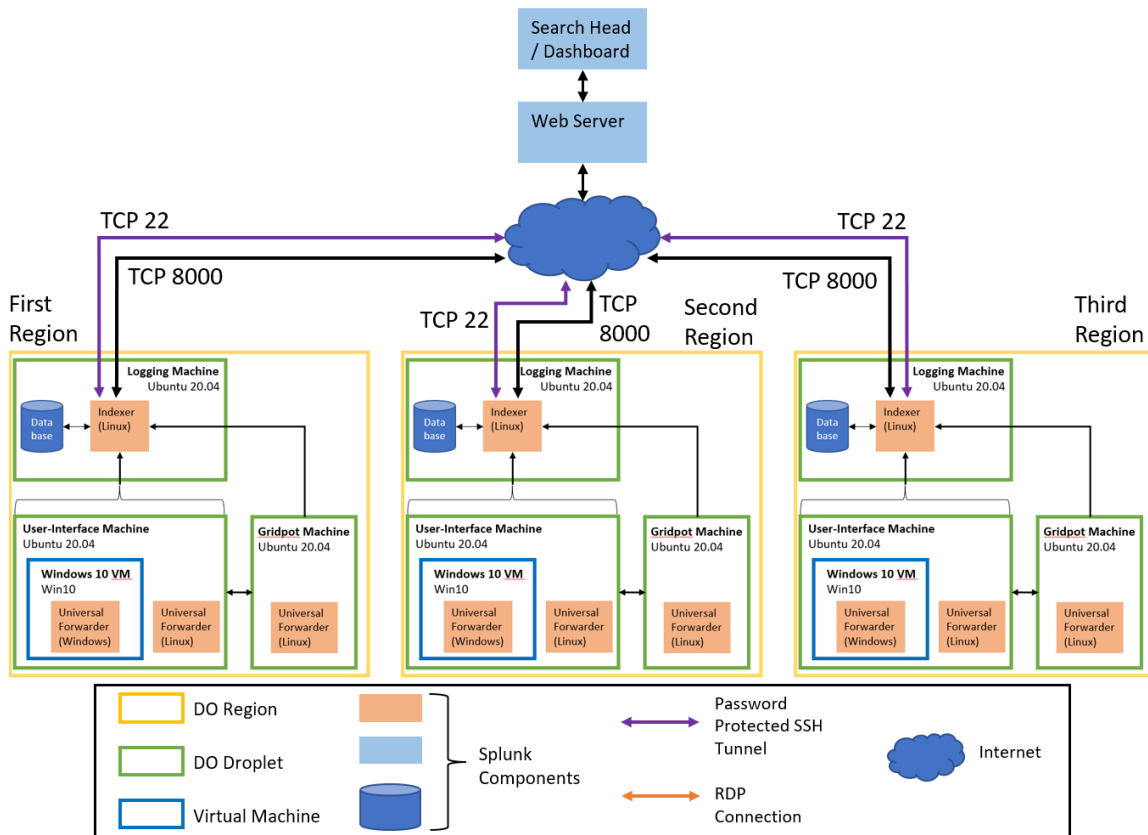 Search Head
/ Dashboard
Web Server
TCP 22
TCP 8000
TCP 22
TCP
8000
TCP 22
TCP 8000
First
Region
Second
Region
Third
Region
Logging Machine
Ubuntu 20.04
Indexer
(Linux)
Data
base
User-Interface Machine
Ubuntu 20.04
Windows 10 VM
Win10
Universal
Forwarder
(Windows)
Universal
Forwarder
(Linux)
Gridpot Machine
Ubuntu 20.04
Universal
Forwarder
(Linux)
Logging Machine
Ubuntu 20.04
Indexer
(Linux)
Data
base
User-Interface Machine
Ubuntu 20.04
Windows 10 VM
Win10
Universal
Forwarder
(Windows)
Universal
Forwarder
(Linux)
Gridpot Machine
Ubuntu 20.04
Universal
Forwarder
(Linux)
Logging Machine
Ubuntu 20.04
Indexer
(Linux)
Data
base
User-Interface Machine
Ubuntu 20.04
Windows 10 VM
Win10
Universal
Forwarder
(Windows)
Universal
Forwarder
(Linux)
Gridpot Machine
Ubuntu 20.04
Universal
Forwarder
(Linux)
DO Region
DO Droplet
Virtual Machine
Splunk
Components
Password
Protected SSH
Tunnel
RDP
Connection
Internet